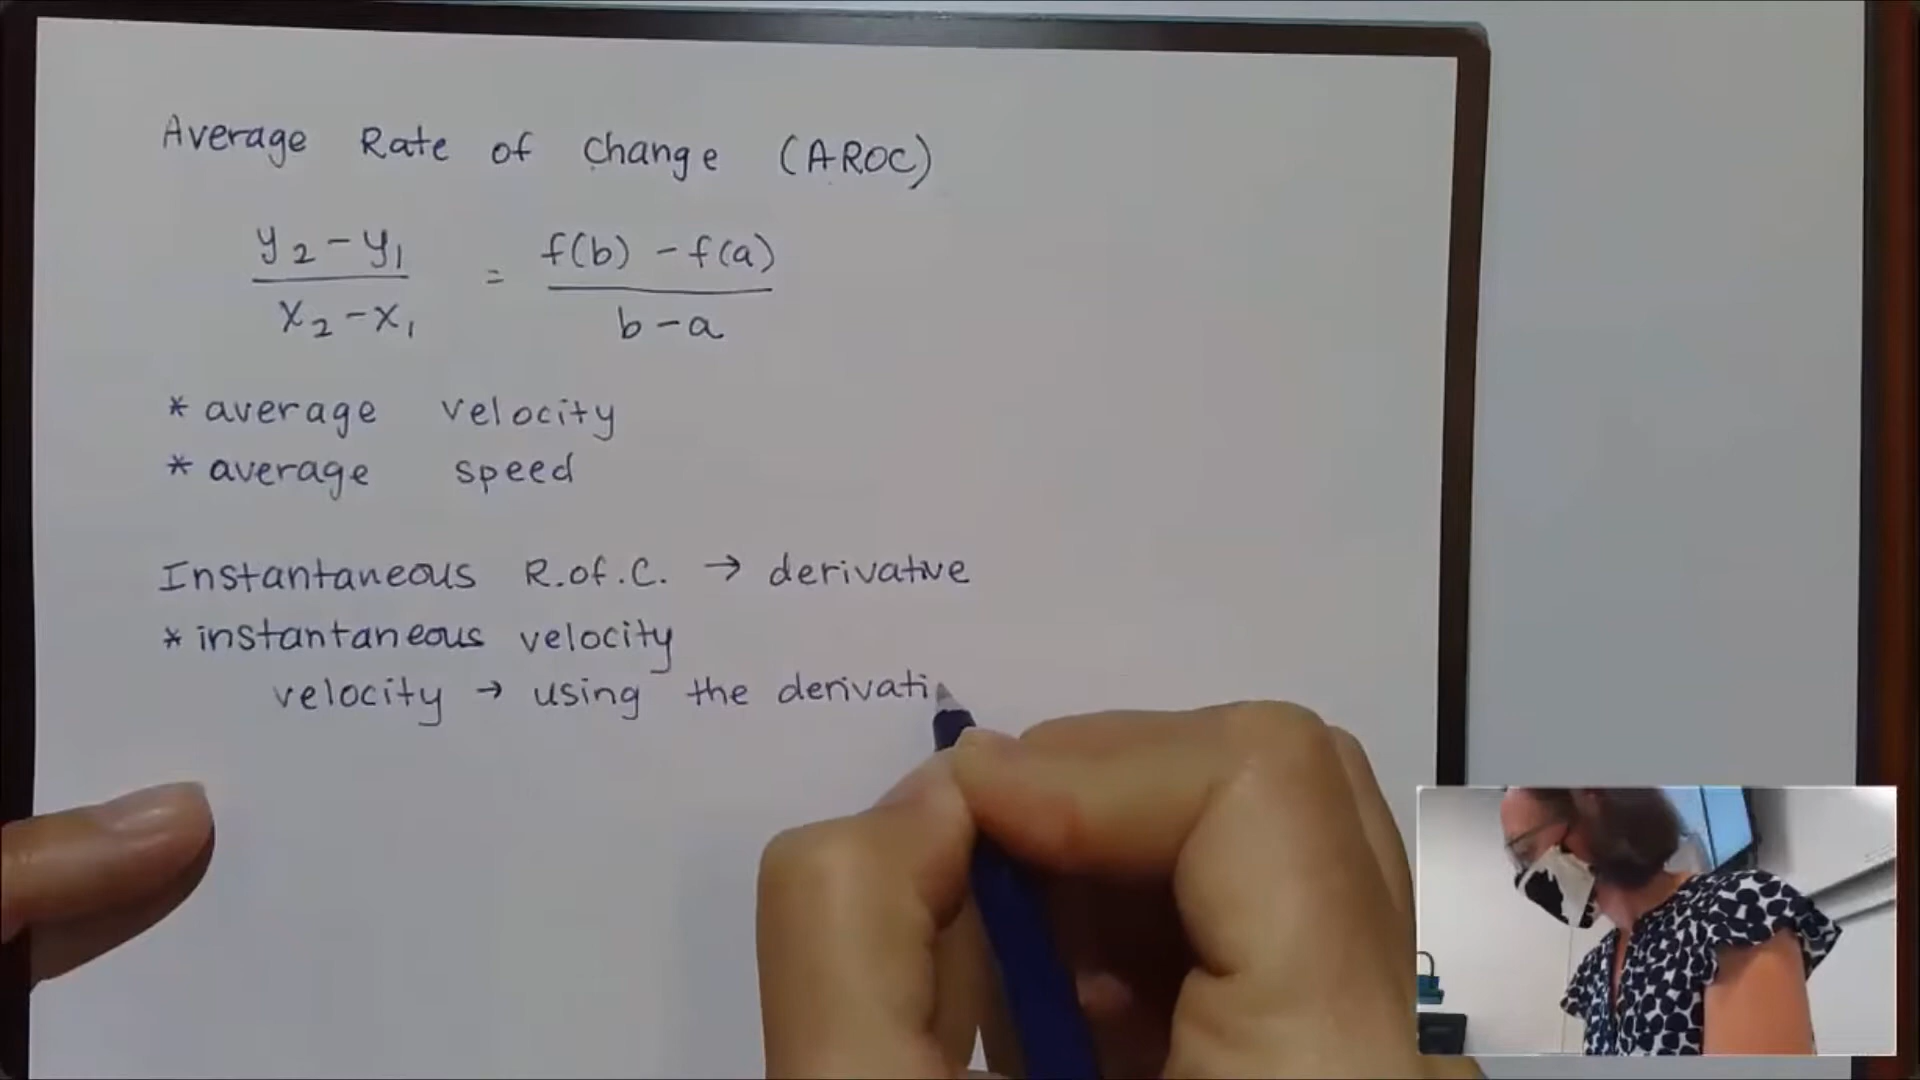 Average Rate of Change (AROC)
y₂-y₁ / x₂-x₁ = f(b) - f(a) / b-a
* average velocity
* average speed
Instantaneous R.of.C. → derivative
* instantaneous velocity
velocity → using the derivati